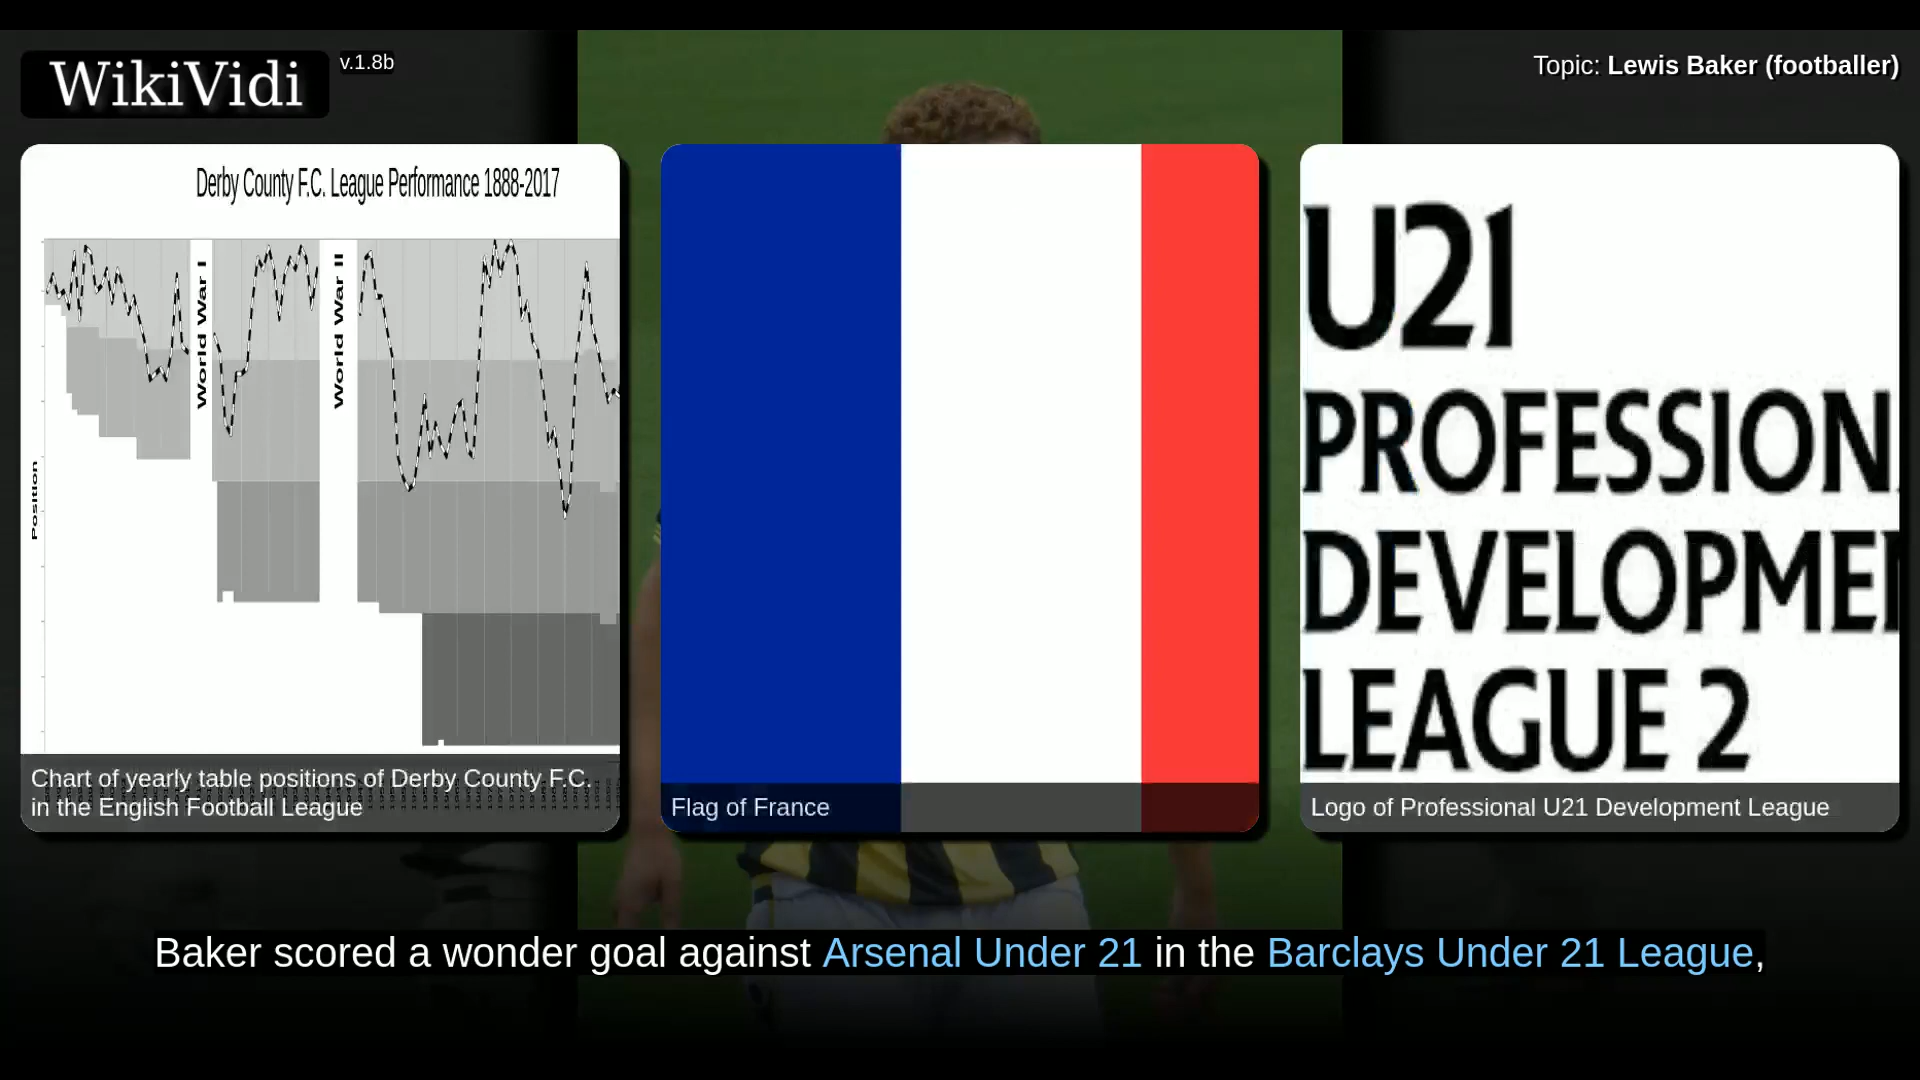 WikiVidi
v.1.8b
Topic: Lewis Baker (footballer)
Derby County F.C. League Performance 1888-2017
World War I
World War II
Position
Chart of yearly table positions of Derby County F.C.
in the English Football League
Flag of France
U21
PROFESSION
DEVELOPME
LEAGUE 2
Logo of Professional U21 Development League
Baker scored a wonder goal against Arsenal Under 21 in the Barclays Under 21 League,